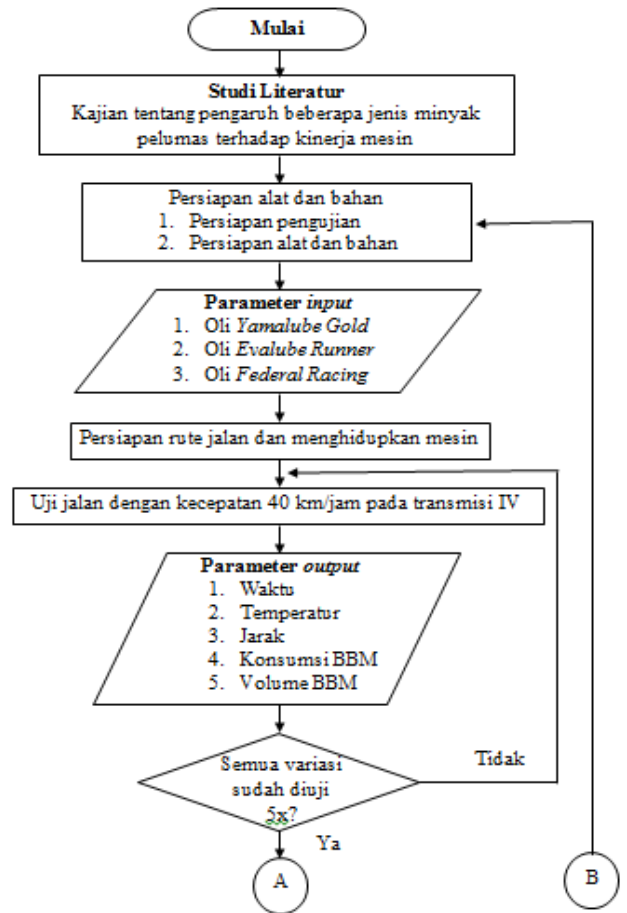 Mulai
Studi Literatur
Kajian tentang pengaruh beberapa jenis minyak
pelumas terhadap kinerja mesin
Persiapan alat dan bahan
1. Persiapan pengujian
2. Persiapan alat dan bahan
Parameter input
1. Oli Yamalube Gold
2. Oli Evalube Runner
3. Oli Federal Racing
Persiapan rute jalan dan menghidupkan mesin
Uji jalan dengan kecepatan 40 km/jam pada transmisi IV
Parameter output
1. Waktu
2. Temperatur
3. Jarak
4. Konsumsi BBM
5. Volume BBM
Semua variasi
sudah diuji
5x?
Tidak
Ya
A
B